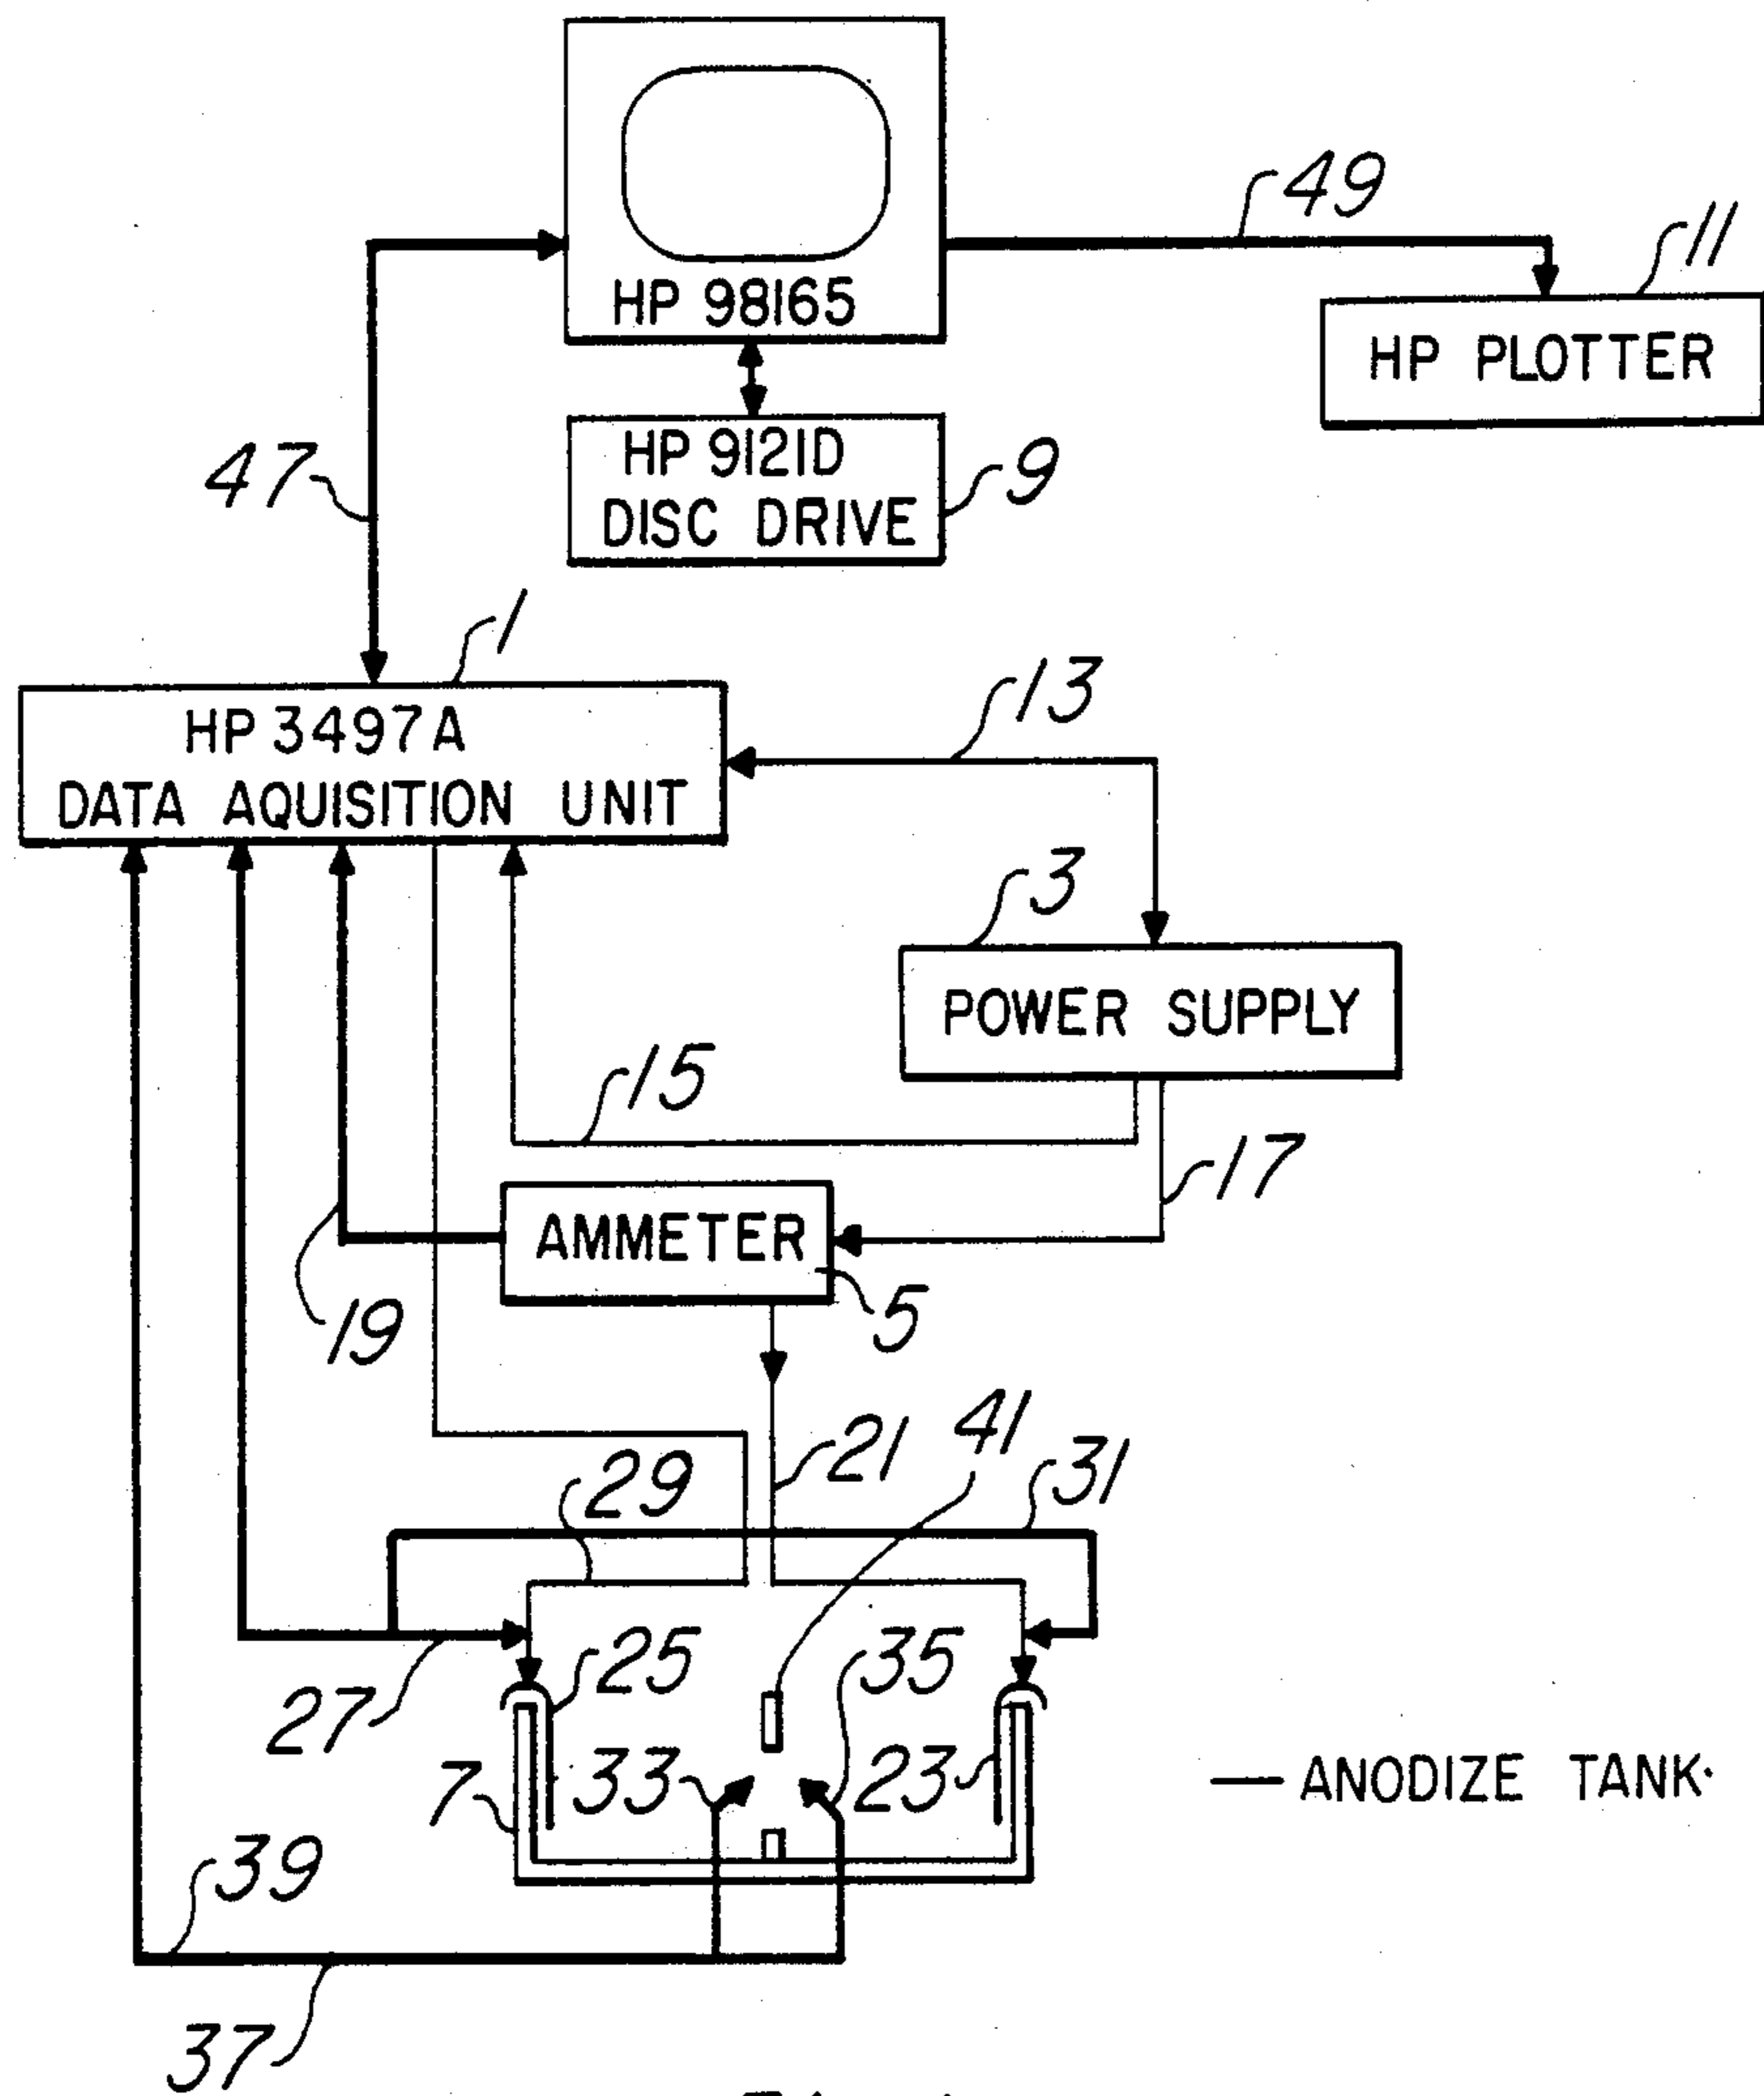 HP 98165
49
11
HP PLOTTER
47
HP 9121D
DISC DRIVE
9
1
HP 3497A
DATA AQUISITION UNIT
13
3
POWER SUPPLY
15
17
AMMETER
5
19
21
41
31
29
25
35
27
7
33
23
ANODIZE TANK
39
37